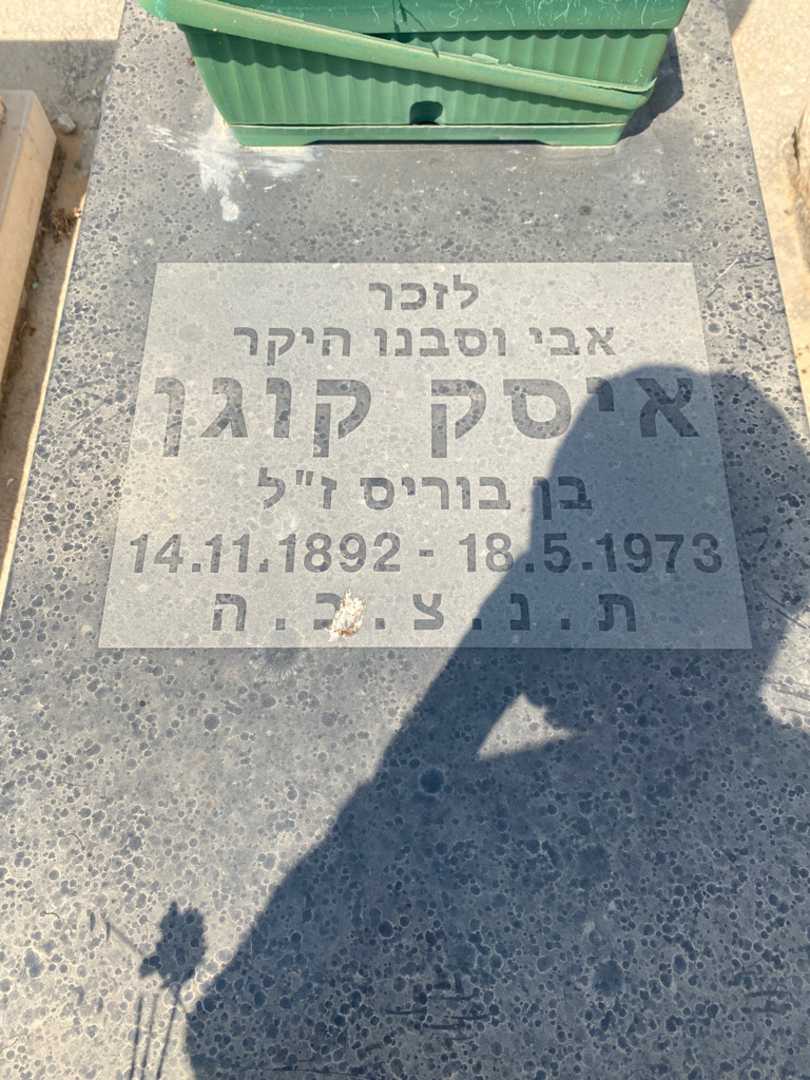 לזכר
אבי וסבנו היקר
איסק קוגן
בן בוריס ז"ל
14.11.1892 - 18.5.1973
ת.נ.צ.ב.ה